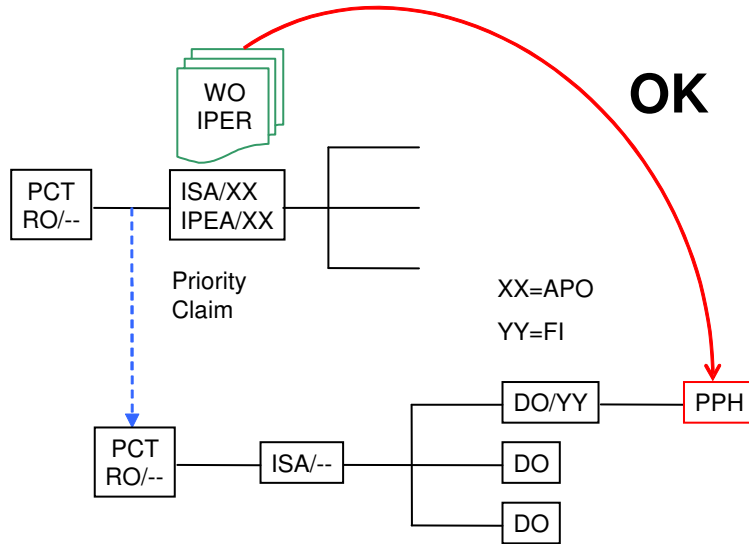 WO
IPER
OK
PCT
RO/--
ISA/XX
IPEA/XX
Priority
Claim
XX=APO
YY=FI
DO/YY
PPH
PCT
RO/--
ISA/--
DO
DO